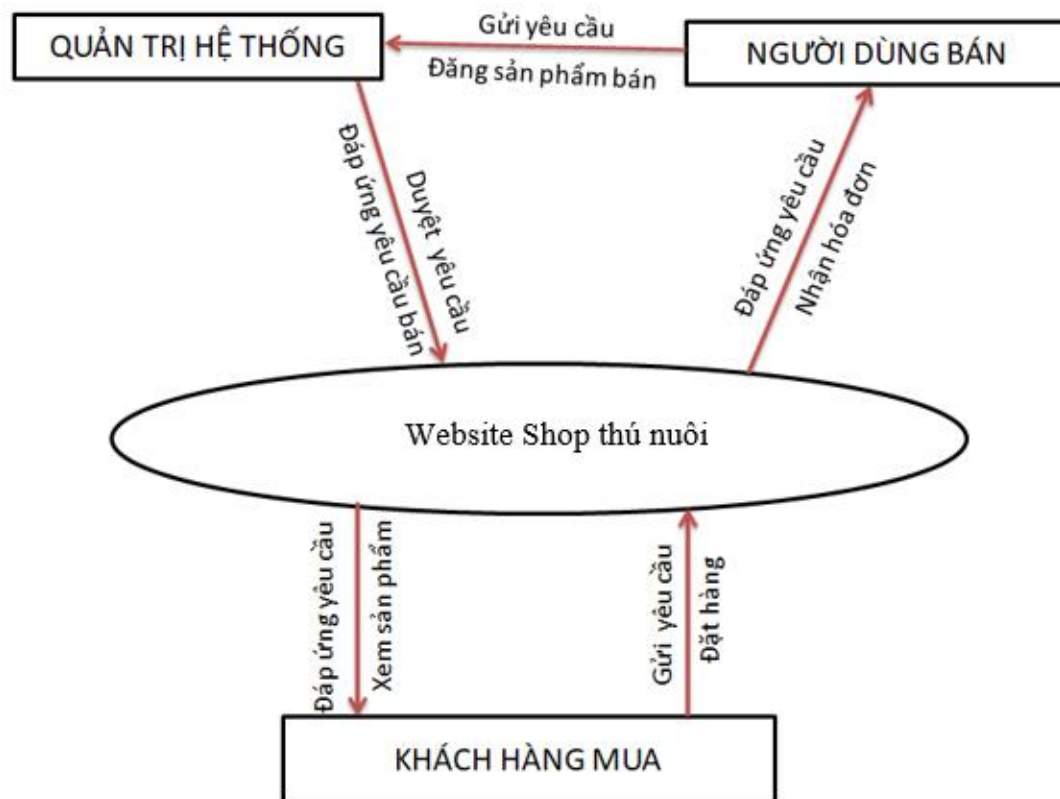 QUẢN TRỊ HỆ THỐNG
Gửi yêu cầu
Đăng sản phẩm bán
NGƯỜI DÙNG BÁN
Đáp ứng yêu cầu bán
Duyệt yêu cầu
Đáp ứng yêu cầu
Nhận hóa đơn
Website Shop thú nuôi
Đáp ứng yêu cầu
Xem sản phẩm
Gửi yêu cầu
Đặt hàng
KHÁCH HÀNG MUA